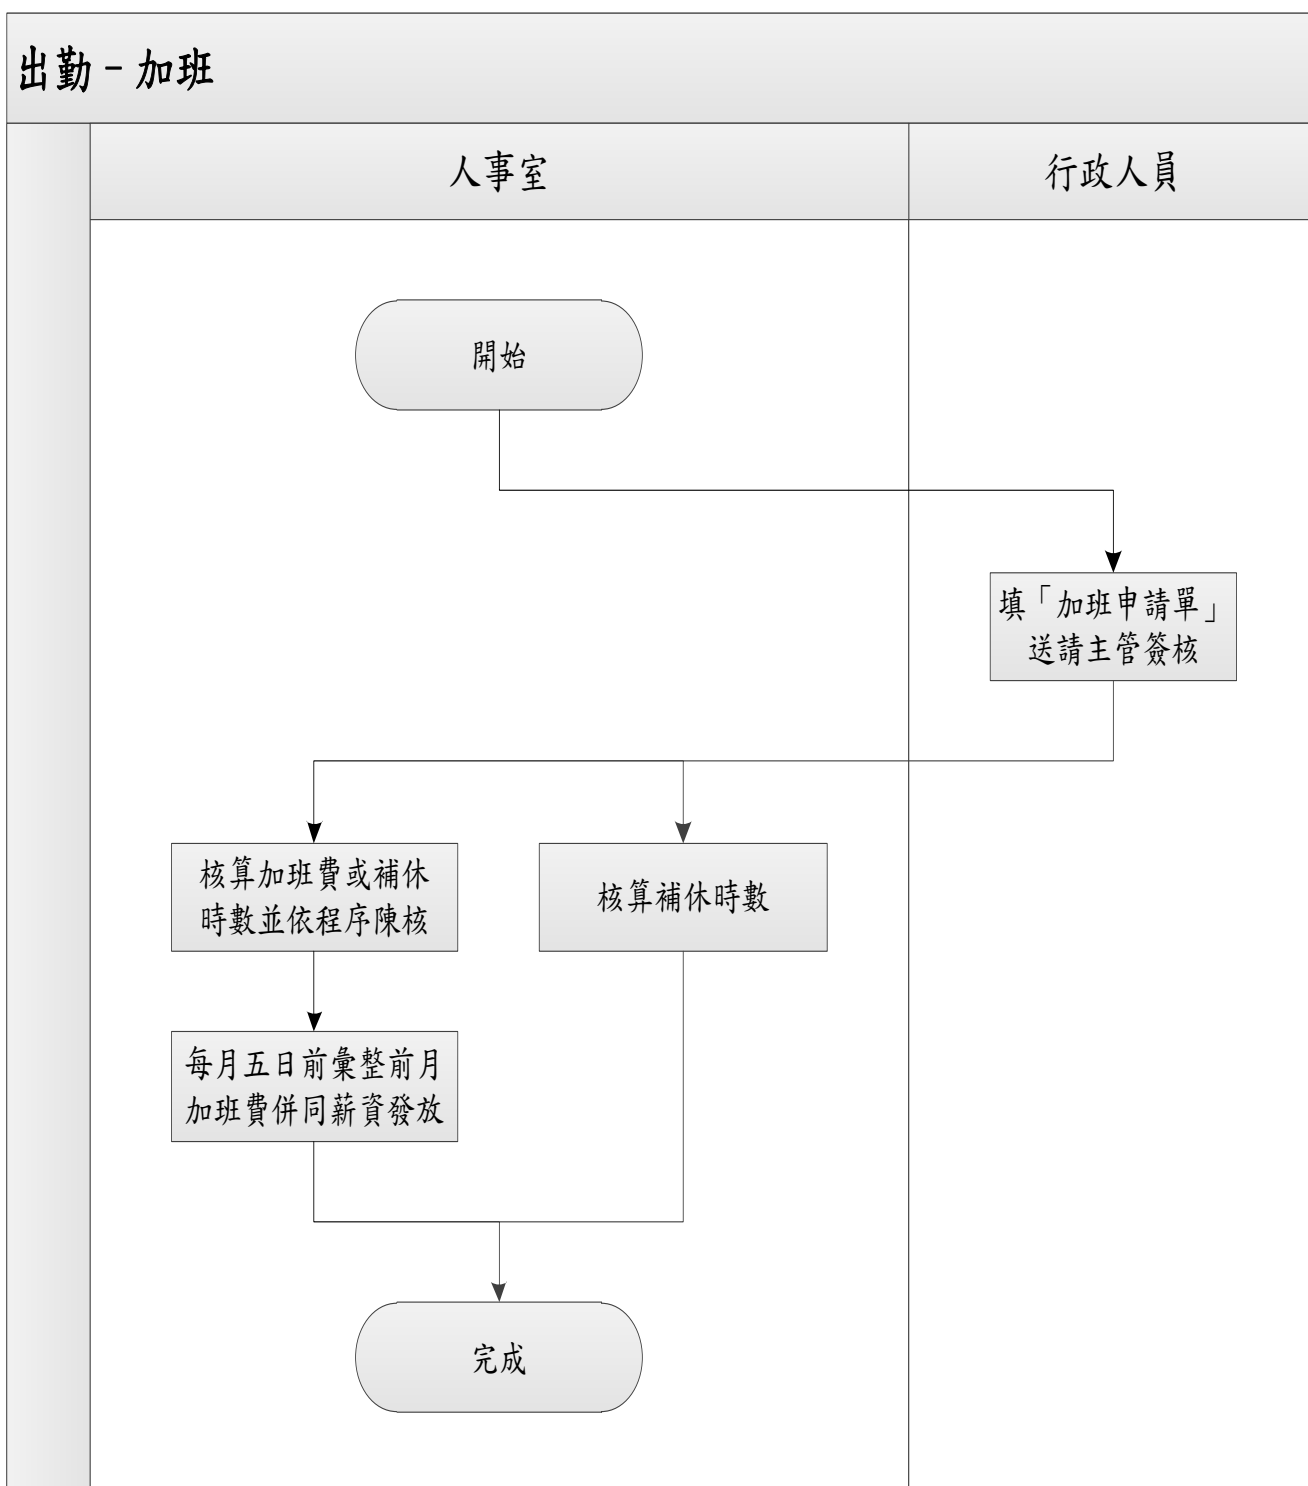 出勤－加班
人事室
行政人員
開始
填「加班申請單」
送請主管簽核
核算加班費或補休
時數並依程序陳核
核算補休時數
每月五日前彙整前月
加班費併同薪資發放
完成